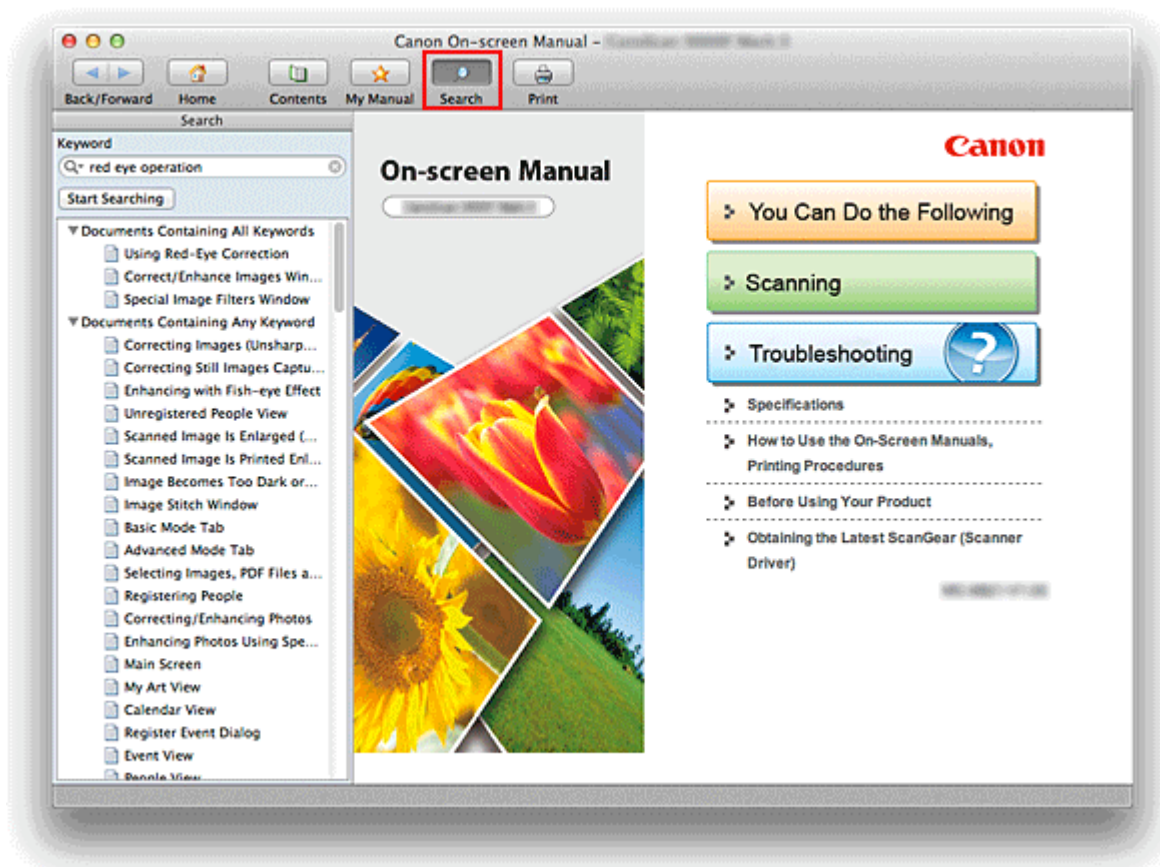 Canon On-screen Manual –
Back/Forward Home Contents My Manual Search Print
Search
Keyword
red eye operation
Start Searching
Documents Containing All Keywords
Using Red-Eye Correction
Correct/Enhance Images Win...
Special Image Filters Window
Documents Containing Any Keyword
Correcting Images (Unsharp...
Correcting Still Images Captu...
Enhancing with Fish-eye Effect
Unregistered People View
Scanned Image Is Enlarged (...
Scanned Image Is Printed Enl...
Image Becomes Too Dark or...
Image Stitch Window
Basic Mode Tab
Advanced Mode Tab
Selecting Images, PDF Files a...
Registering People
Correcting/Enhancing Photos
Enhancing Photos Using Spe...
Main Screen
My Art View
Calendar View
Register Event Dialog
Event View
People View
On-screen Manual
Canon
You Can Do the Following
Scanning
Troubleshooting ?
Specifications
How to Use the On-Screen Manuals,
Printing Procedures
Before Using Your Product
Obtaining the Latest ScanGear (Scanner
Driver)